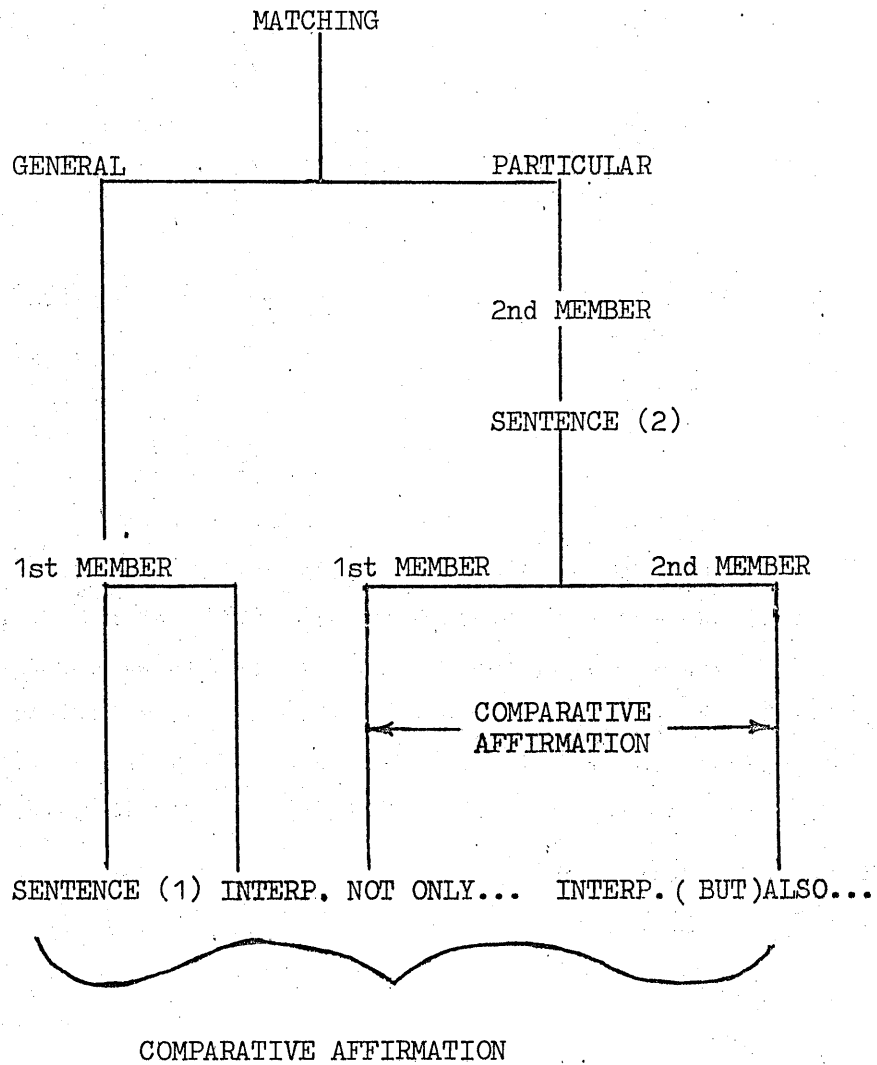 MATCHING
GENERAL PARTICULAR
2nd MEMBER
SENTENCE (2)
1st MEMBER 1st MEMBER 2nd MEMBER
COMPARATIVE
AFFIRMATION
SENTENCE (1) INTERP. NOT ONLY... INTERP. ( BUT )ALSO...
COMPARATIVE AFFIRMATION